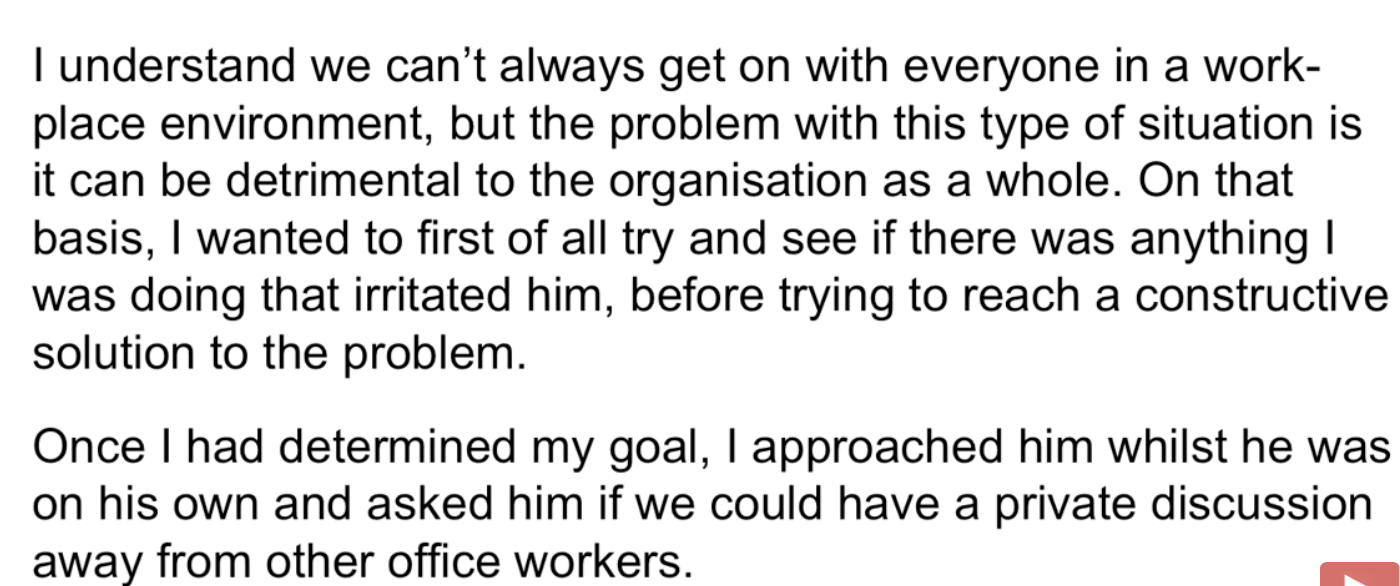 I understand we can’t always get on with everyone in a work-
place environment, but the problem with this type of situation is
it can be detrimental to the organisation as a whole. On that
basis, I wanted to first of all try and see if there was anything I
was doing that irritated him, before trying to reach a constructive
solution to the problem.
Once I had determined my goal, I approached him whilst he was
on his own and asked him if we could have a private discussion
away from other office workers.